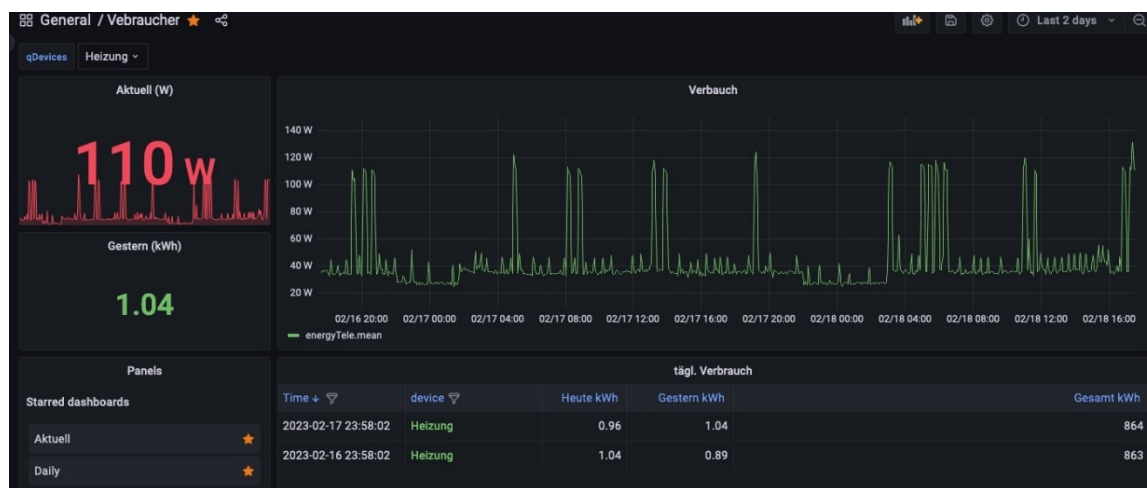 General / Vebraucher
Last 2 days
qDevices Heizung
Aktuell (W)
110 W
Gestern (kWh)
1.04
Verbauch
140 W
120 W
100 W
80 W
60 W
40 W
20 W
02/16 20:00 02/17 00:00 02/17 04:00 02/17 08:00 02/17 12:00 02/17 16:00 02/17 20:00 02/18 00:00 02/18 04:00 02/18 08:00 02/18 12:00 02/18 16:00
energyTele.mean
Panels
Starred dashboards
Aktuell
Daily
tägl. Verbrauch
Time device Heute kWh Gestern kWh Gesamt kWh
2023-02-17 23:58:02 Heizung 0.96 1.04 864
2023-02-16 23:58:02 Heizung 1.04 0.89 863